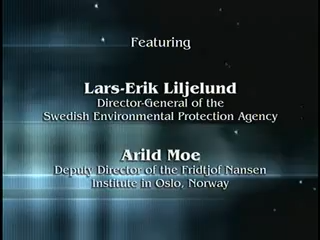 Featuring
Lars-Erik Liljelund
Director-General of the
Swedish Environmental Protection Agency
Arild Moe
Deputy Director of the Fridtjof Nansen
Institute in Oslo, Norway